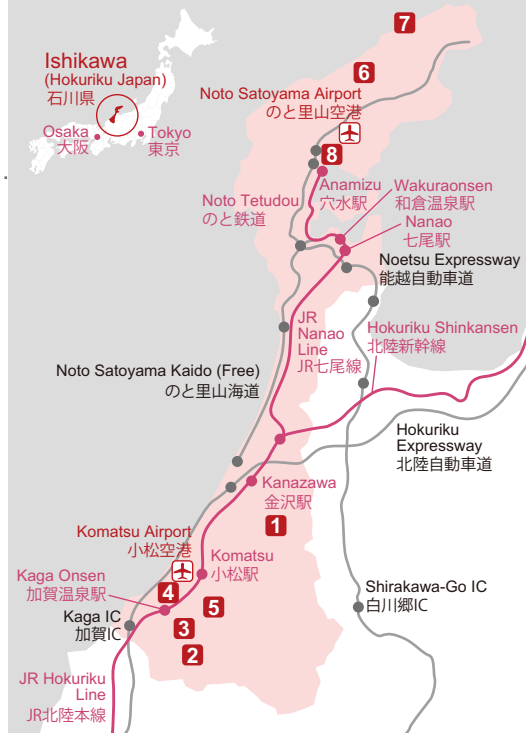 7
Ishikawa
(Hokuriku Japan)
石川県
6
Noto Satoyama Airport
のと里山空港
Osaka
大阪
Tokyo
東京
8
Anamizu
穴水駅
Wakuraonsen
和倉温泉駅
Noto Tetudou
のと鉄道
Nanao
七尾駅
Noetsu Expressway
能越自動車道
JR
Nanao
Line
JR七尾線
Hokuriku Shinkansen
北陸新幹線
Noto Satoyama Kaido (Free)
のと里山海道
Hokuriku
Expressway
北陸自動車道
Kanazawa
金沢駅
1
Komatsu Airport
小松空港
Komatsu
小松駅
Kaga Onsen
加賀温泉駅
4
5
Shirakawa-Go IC
白川郷IC
Kaga IC
加賀IC
3
2
JR Hokuriku
Line
JR北陸本線